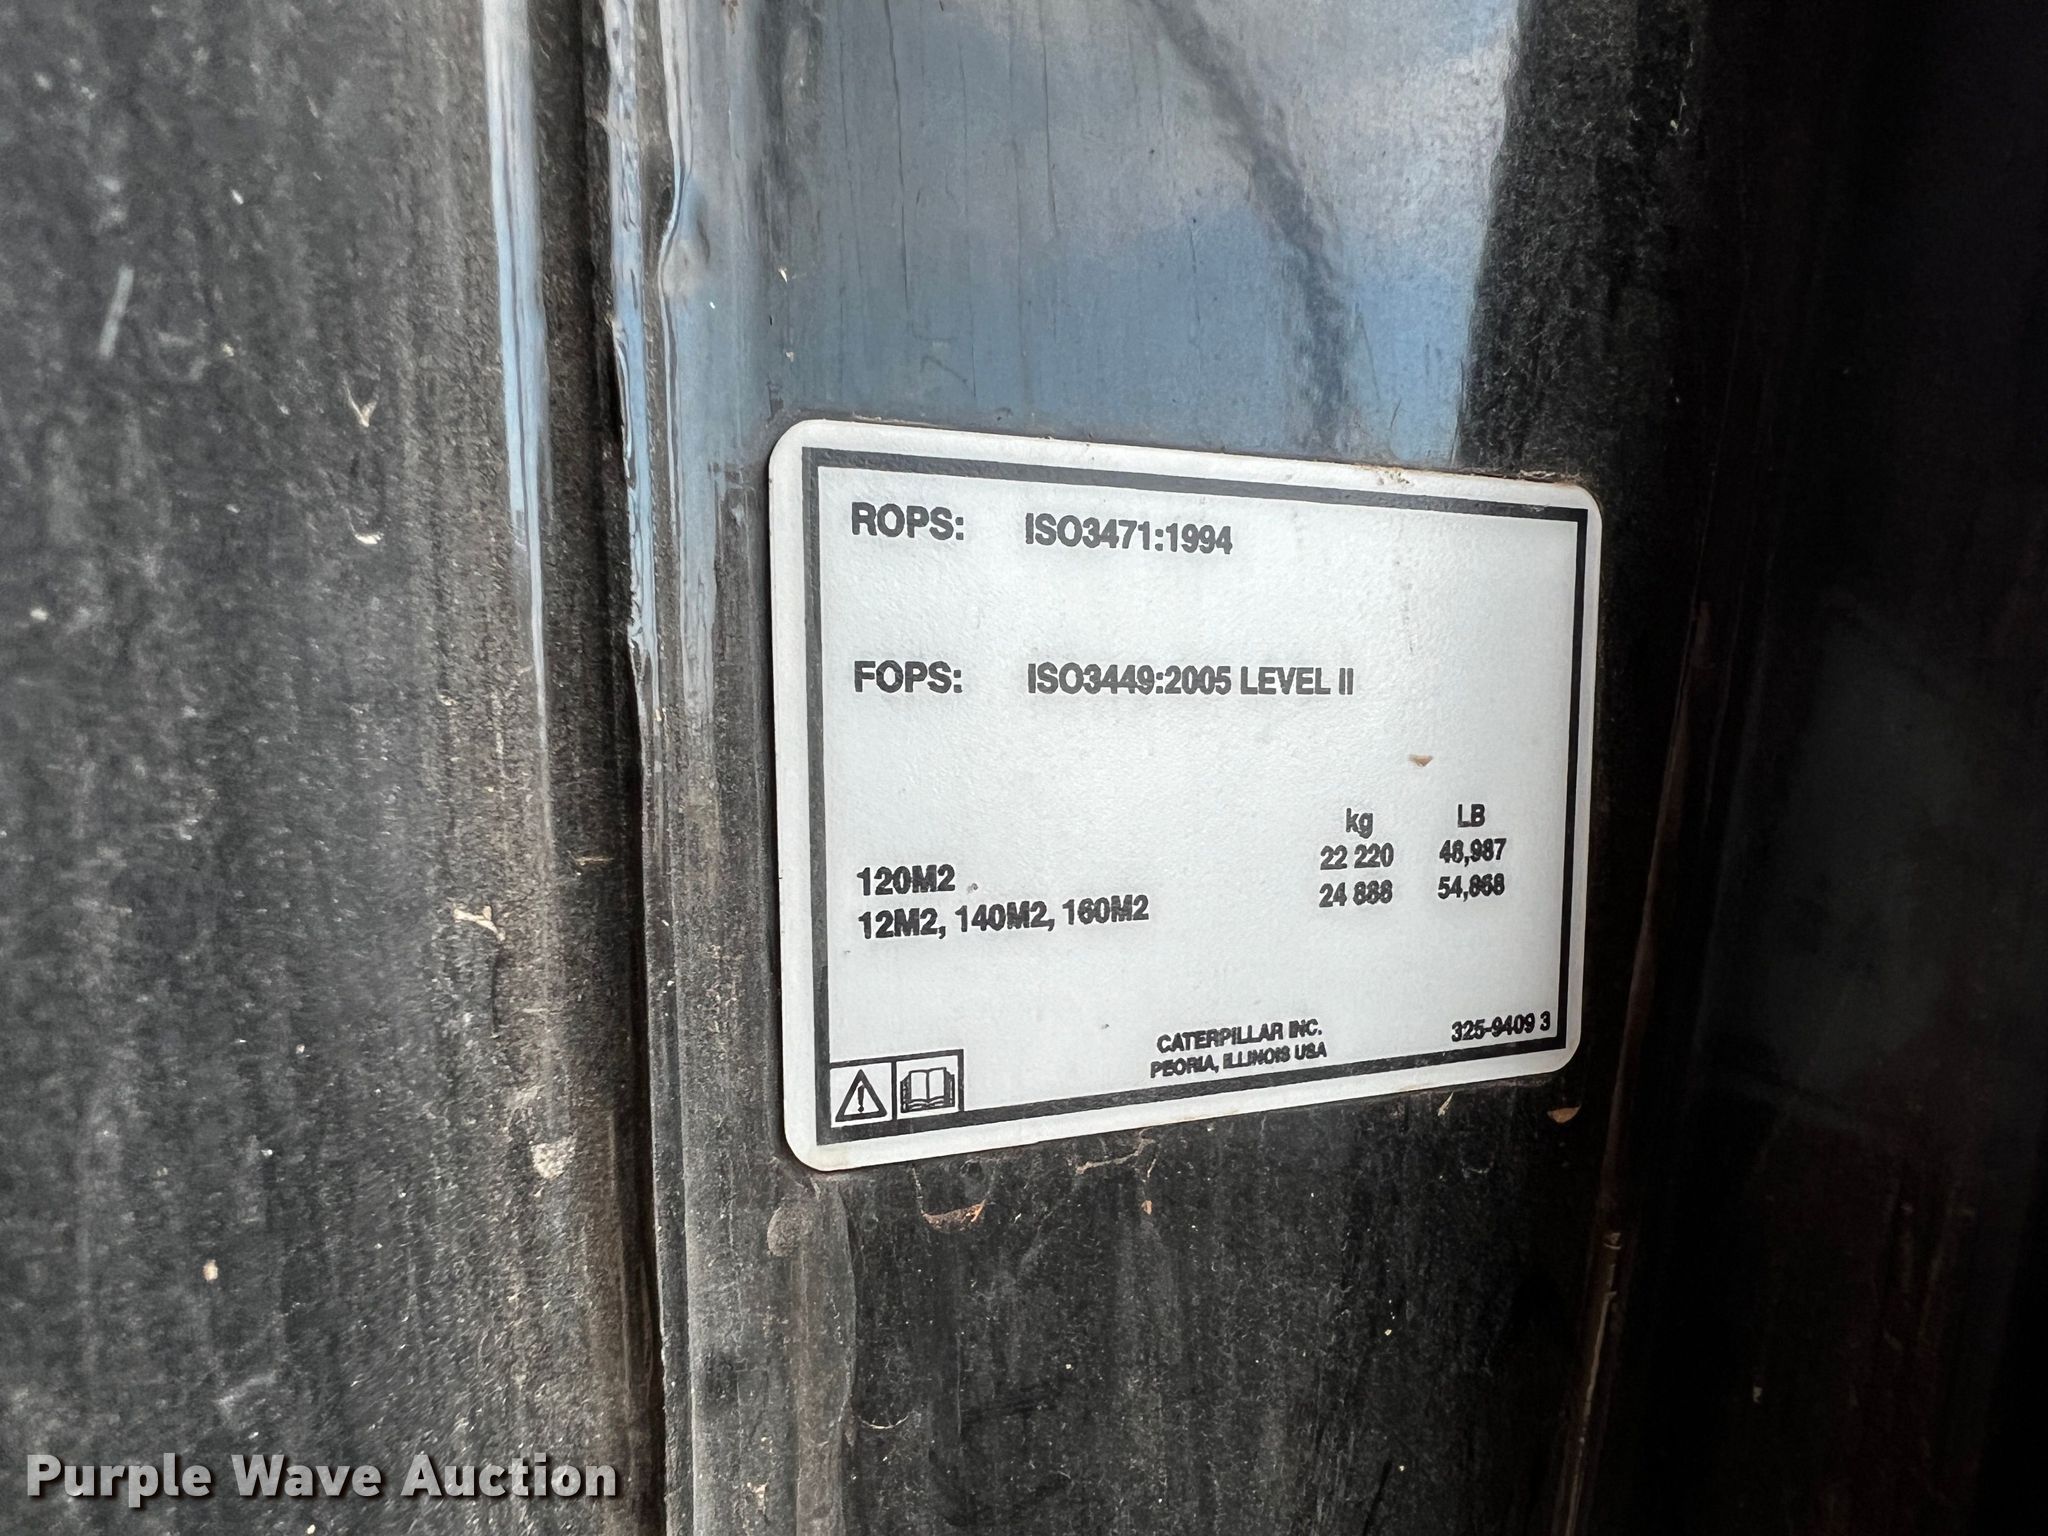 ROPS: ISO3471:1994
FOPS: ISO3449:2005 LEVEL II
kg LB
120M2 22 220 48,987
12M2, 140M2, 160M2 24 888 54,868
CATERPILLAR INC.
PEORIA, ILLINOIS USA
325-9409 3
Purple Wave Auction